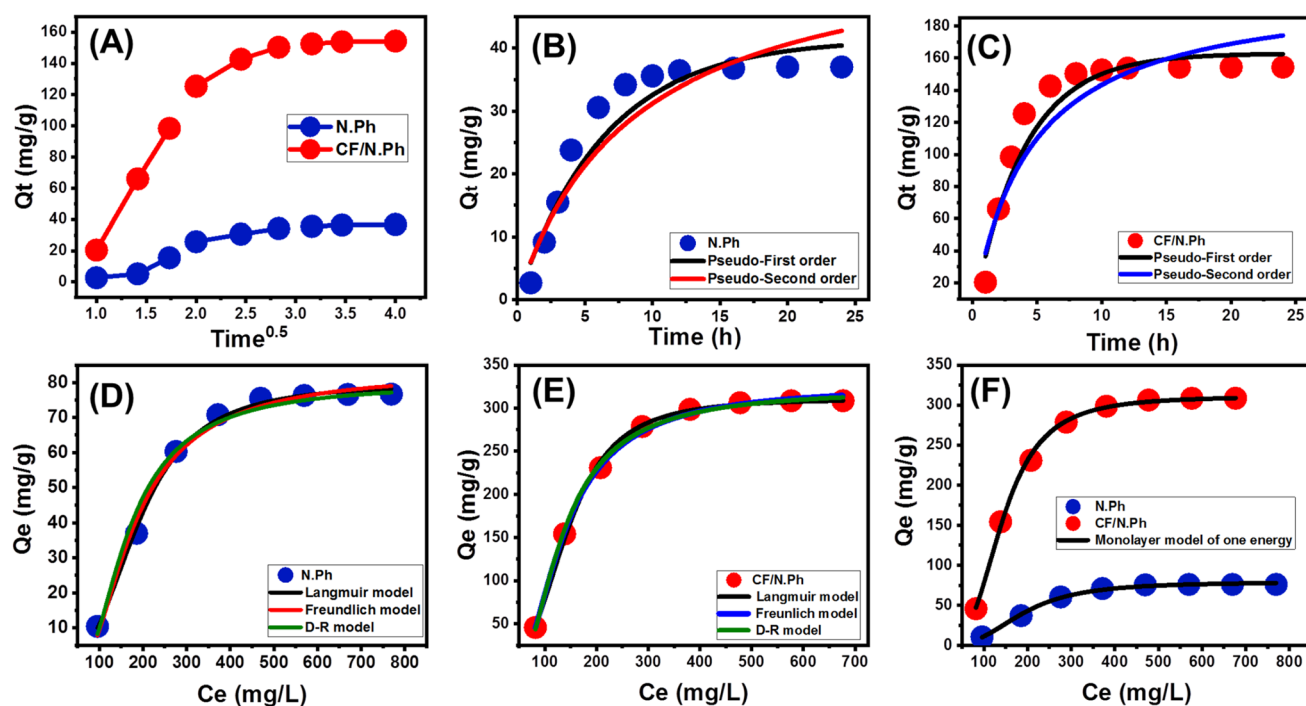 (A)
Qt (mg/g)
160
140
120
100
80
60
40
20
0
N.Ph
CF/N.Ph
1.0 1.5 2.0 2.5 3.0 3.5 4.0
Time0.5
(B)
Qt (mg/g)
40
30
20
10
0
N.Ph
Pseudo-First order
Pseudo-Second order
0 5 10 15 20 25
Time (h)
(C)
Qt (mg/g)
180
160
140
120
100
80
60
40
20
CF/N.Ph
Pseudo-First order
Pseudo-Second order
0 5 10 15 20 25
Time (h)
(D)
Qe (mg/g)
80
70
60
50
40
30
20
10
N.Ph
Langmuir model
Freundlich model
D-R model
100 200 300 400 500 600 700 800
Ce (mg/L)
(E)
Qe (mg/g)
350
300
250
200
150
100
50
CF/N.Ph
Langmuir model
Freunlich model
D-R model
100 200 300 400 500 600 700
Ce (mg/L)
(F)
Qe (mg/g)
350
300
250
200
150
100
50
0
N.Ph
CF/N.Ph
Monolayer model of one energy
100 200 300 400 500 600 700 800
Ce (mg/L)